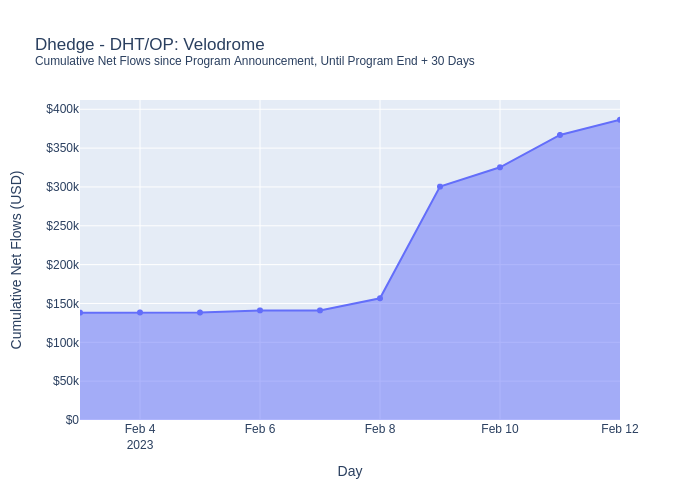 Dhedge - DHT/OP: Velodrome
Cumulative Net Flows since Program Announcement, Until Program End + 30 Days
Cumulative Net Flows (USD)
$400k
$350k
$300k
$250k
$200k
$150k
$100k
$50k
$0
Feb 4
2023
Feb 6
Feb 8
Feb 10
Feb 12
Day